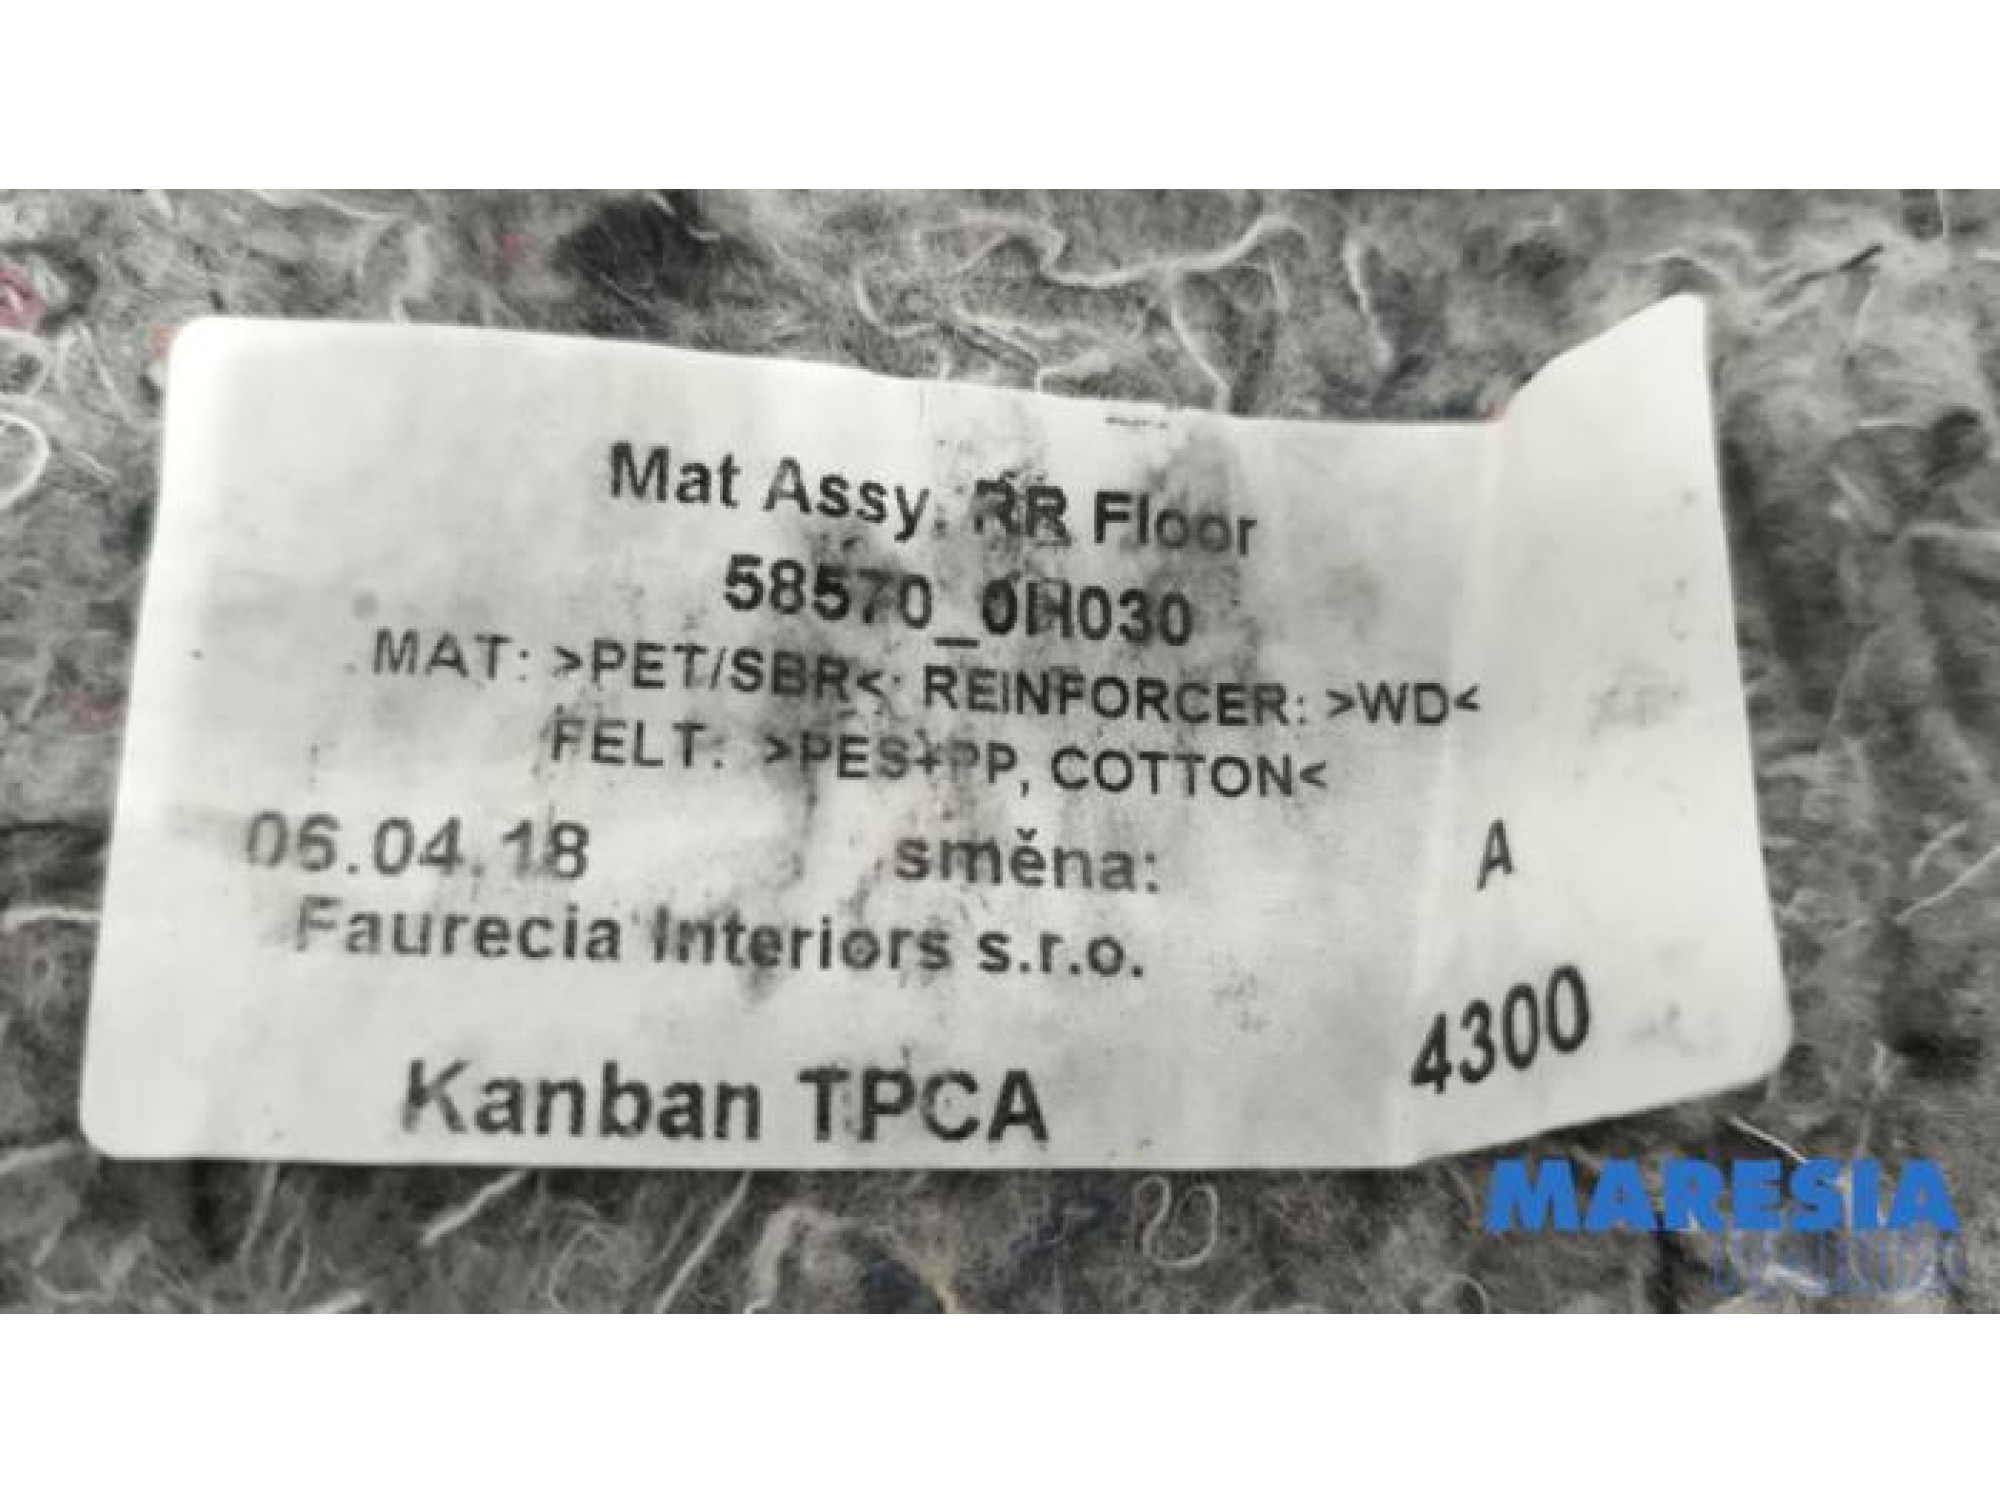 Mat Assy, RR Floor
58570_0H030
MAT: >PET/SBR<; REINFORCER: >WD<
FELT: >PES+PP, COTTON<
06.04.18 směna: A
Faurecia Interiors s.r.o.
Kanban TPCA 4300
MARESIA